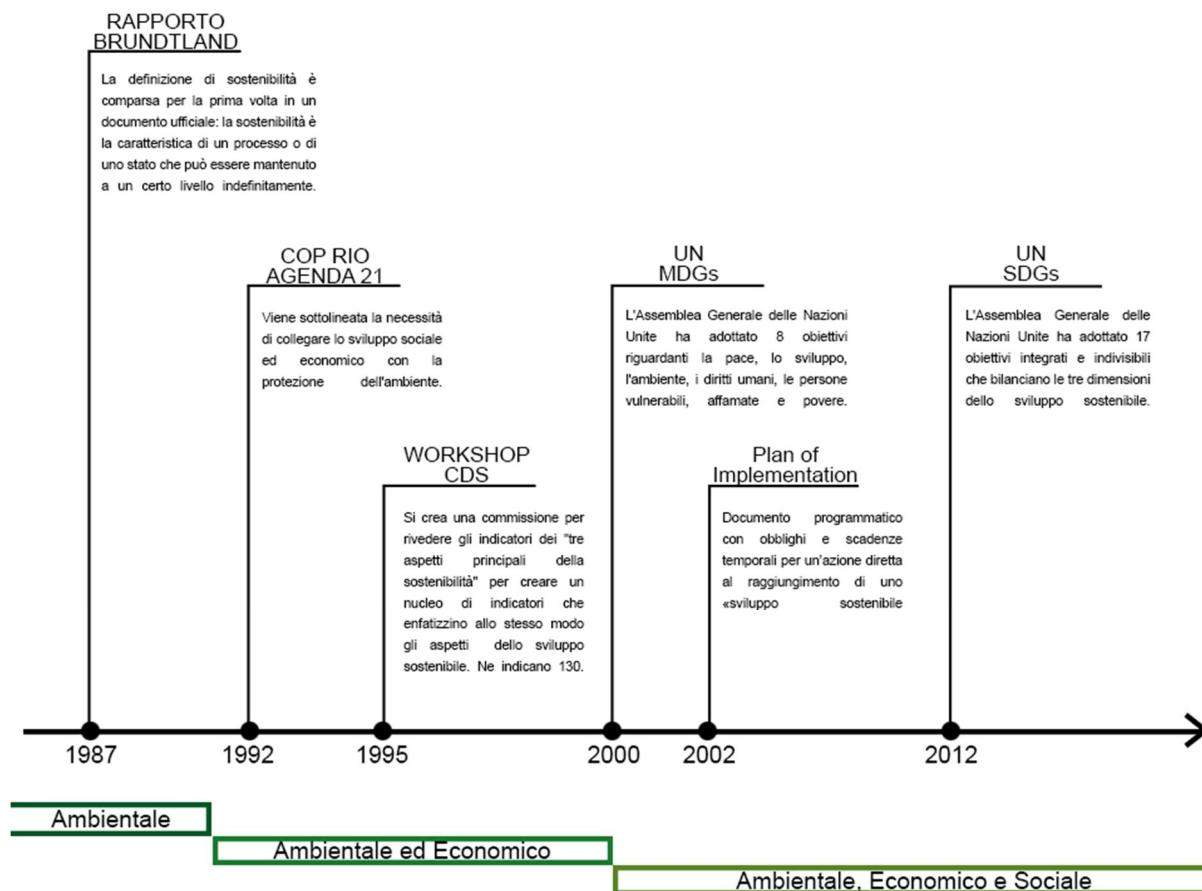 RAPPORTO
BRUNDTLAND
La definizione di sostenibilità è
comparsa per la prima volta in un
documento ufficiale: la sostenibilità è
la caratteristica di un processo o di
uno stato che può essere mantenuto
a un certo livello indefinitamente.
COP RIO
AGENDA 21
Viene sottolineata la necessità
di collegare lo sviluppo sociale
ed economico con la
protezione dell'ambiente.
WORKSHOP
CDS
Si crea una commissione per
rivedere gli indicatori dei "tre
aspetti principali della
sostenibilità" per creare un
nucleo di indicatori che
enfatizzino allo stesso modo
gli aspetti dello sviluppo
sostenibile. Ne indicano 130.
UN
MDGs
L'Assemblea Generale delle Nazioni
Unite ha adottato 8 obiettivi
riguardanti la pace, lo sviluppo,
l'ambiente, i diritti umani, le persone
vulnerabili, affamate e povere.
Plan of
Implementation
Documento programmatico
con obblighi e scadenze
temporali per un'azione diretta
al raggiungimento di uno
«sviluppo sostenibile
UN
SDGs
L'Assemblea Generale delle
Nazioni Unite ha adottato 17
obiettivi integrati e indivisibili
che bilanciano le tre dimensioni
dello sviluppo sostenibile.
1987 1992 1995 2000 2002 2012
Ambientale
Ambientale ed Economico
Ambientale, Economico e Sociale